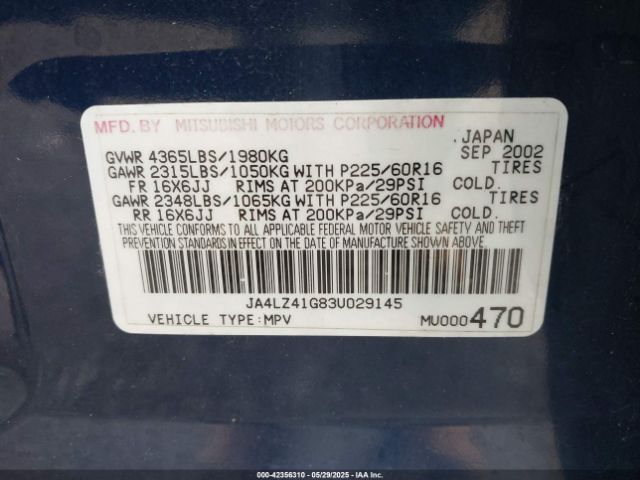 MFD. BY MITSUBISHI MOTORS CORPORATION
. JAPAN
GVWR 4365LBS/1980KG SEP 2002
GAWR 2315LBS/1050KG WITH P225/60R16 TIRES
FR 16X6JJ RIMS AT 200KPa/29PSI COLD.
GAWR 2348LBS/1065KG WITH P225/60R16 TIRES
RR 16X6JJ RIMS AT 200KPa/29PSI COLD.
THIS VEHICLE CONFORMS TO ALL APPLICABLE FEDERAL MOTOR VEHICLE SAFETY AND THEFT
PREVENTION STANDARDS IN EFFECT ON THE DATE OF MANUFACTURE SHOWN ABOVE.
JA4LZ41G83U029145
VEHICLE TYPE:MPV MU000470
000-42356310 05/29/2025 IAAI.COM